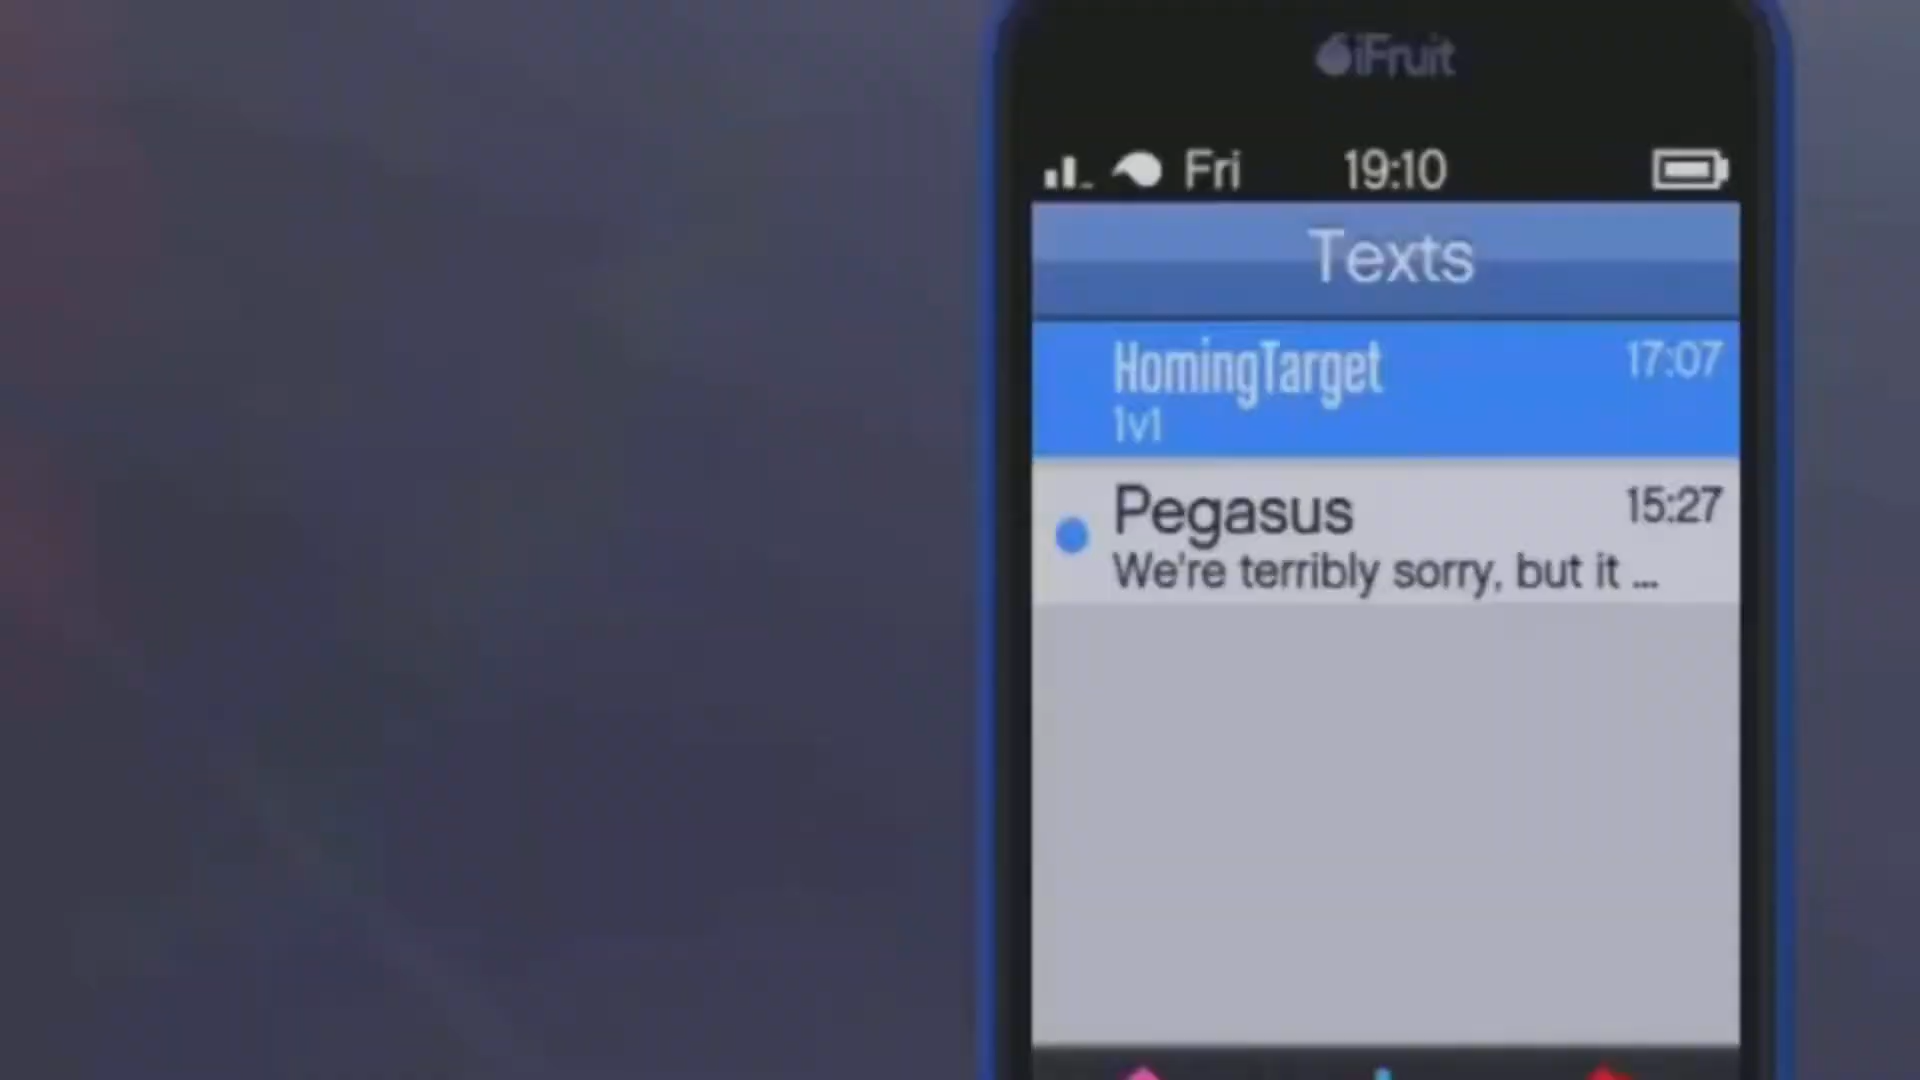 iFruit
Fri 19:10
Texts
HomingTarget 17:07
1v1
Pegasus 15:27
We're terribly sorry, but it ...